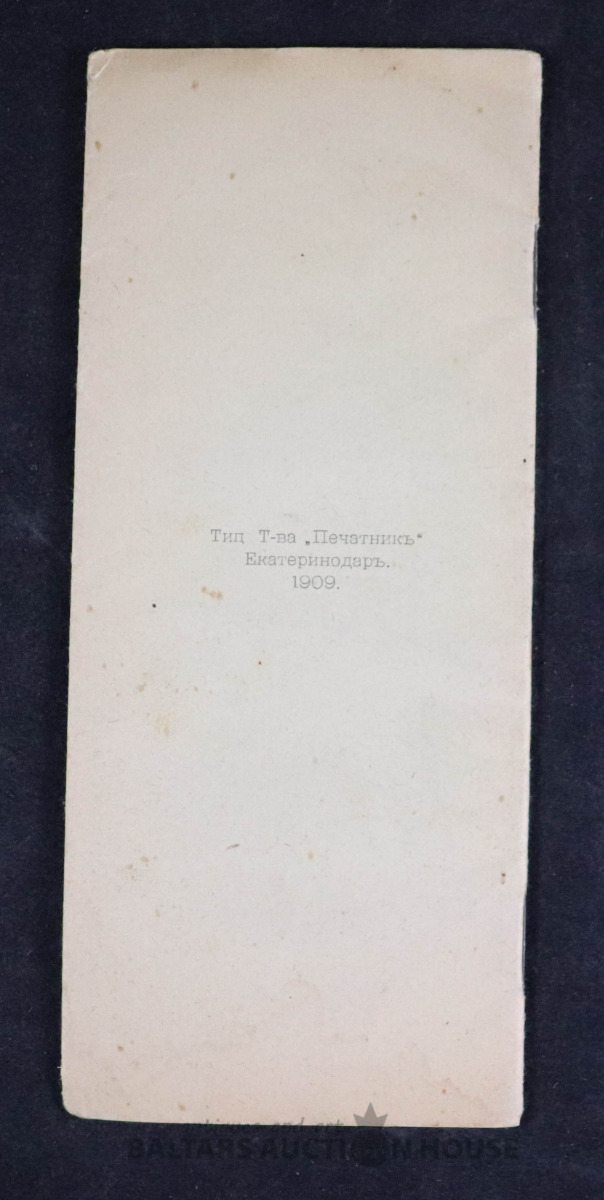 Тип Т-ва „Печатникъ“
Екатеринодаръ.
1909.
BALTARS AUCTION HOUSE